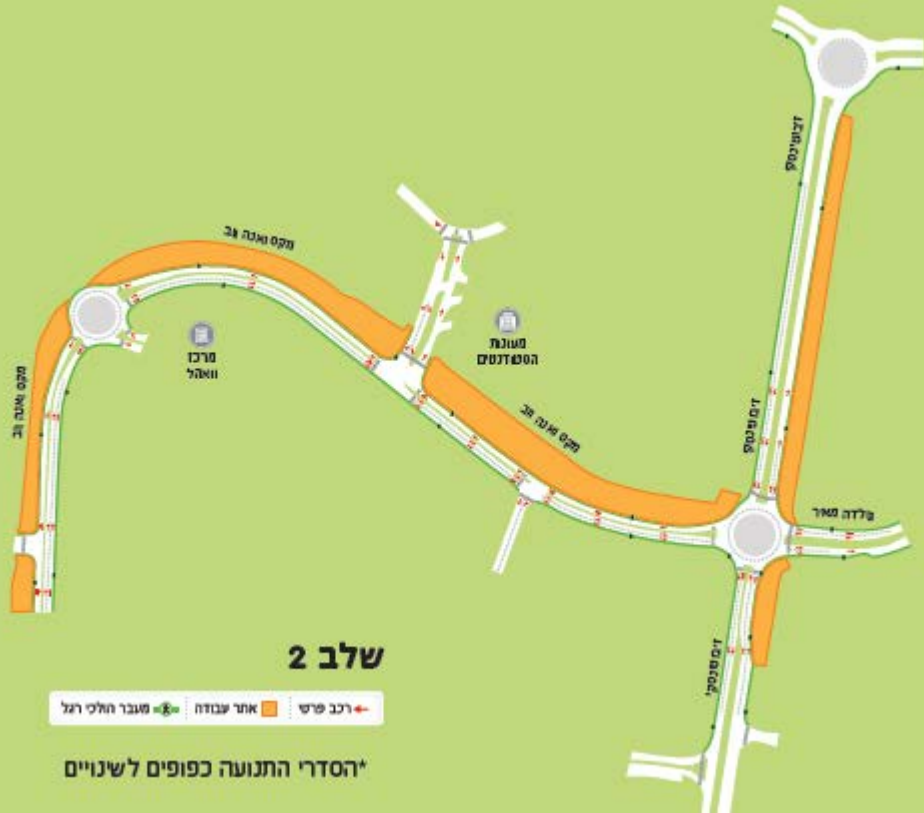 ז'בוטינסקי
מקס ואנה ווב
מעונות
הסטודנטים
מרכז
וואהל
מקס ואנה ווב
מקס ואנה ווב
ז'בוטינסקי
גולדה מאיר
ז'בוטינסקי
שלב 2
רכב פרטי
אתר עבודה
מעבר הולכי רגל
*הסדרי התנועה כפופים לשינויים